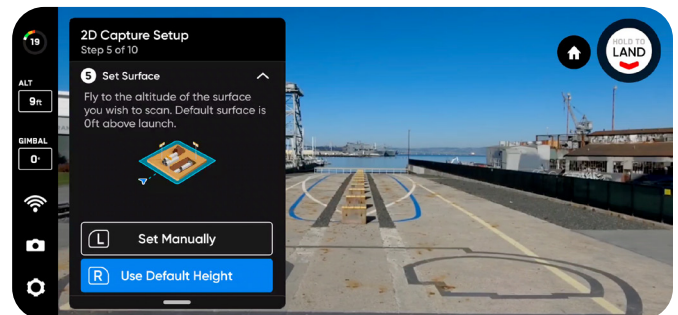 19
ALT
9ft
GIMBAL
0°
2D Capture Setup
Step 5 of 10
5 Set Surface
Fly to the altitude of the surface
you wish to scan. Default surface is
0ft above launch.
L Set Manually
R Use Default Height
HOLD TO
LAND